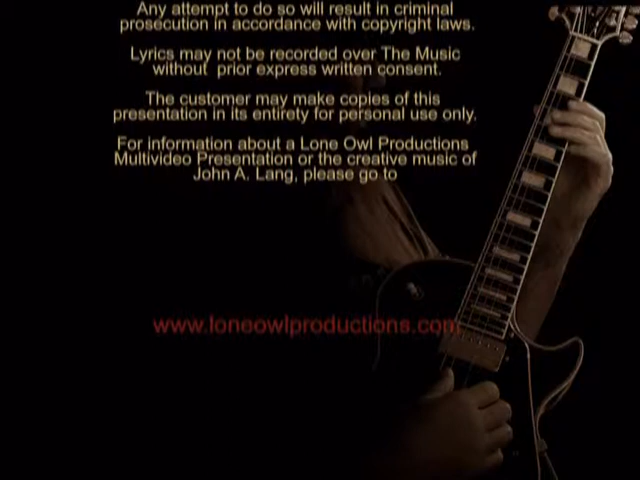 Any attempt to do so will result in criminal
prosecution in accordance with copyright laws.
Lyrics may not be recorded over The Music
without prior express written consent.
The customer may make copies of this
presentation in its entirety for personal use only.
For information about a Lone Owl Productions
Multivideo Presentation or the creative music of
John A. Lang, please go to
www.loneowlproductions.com